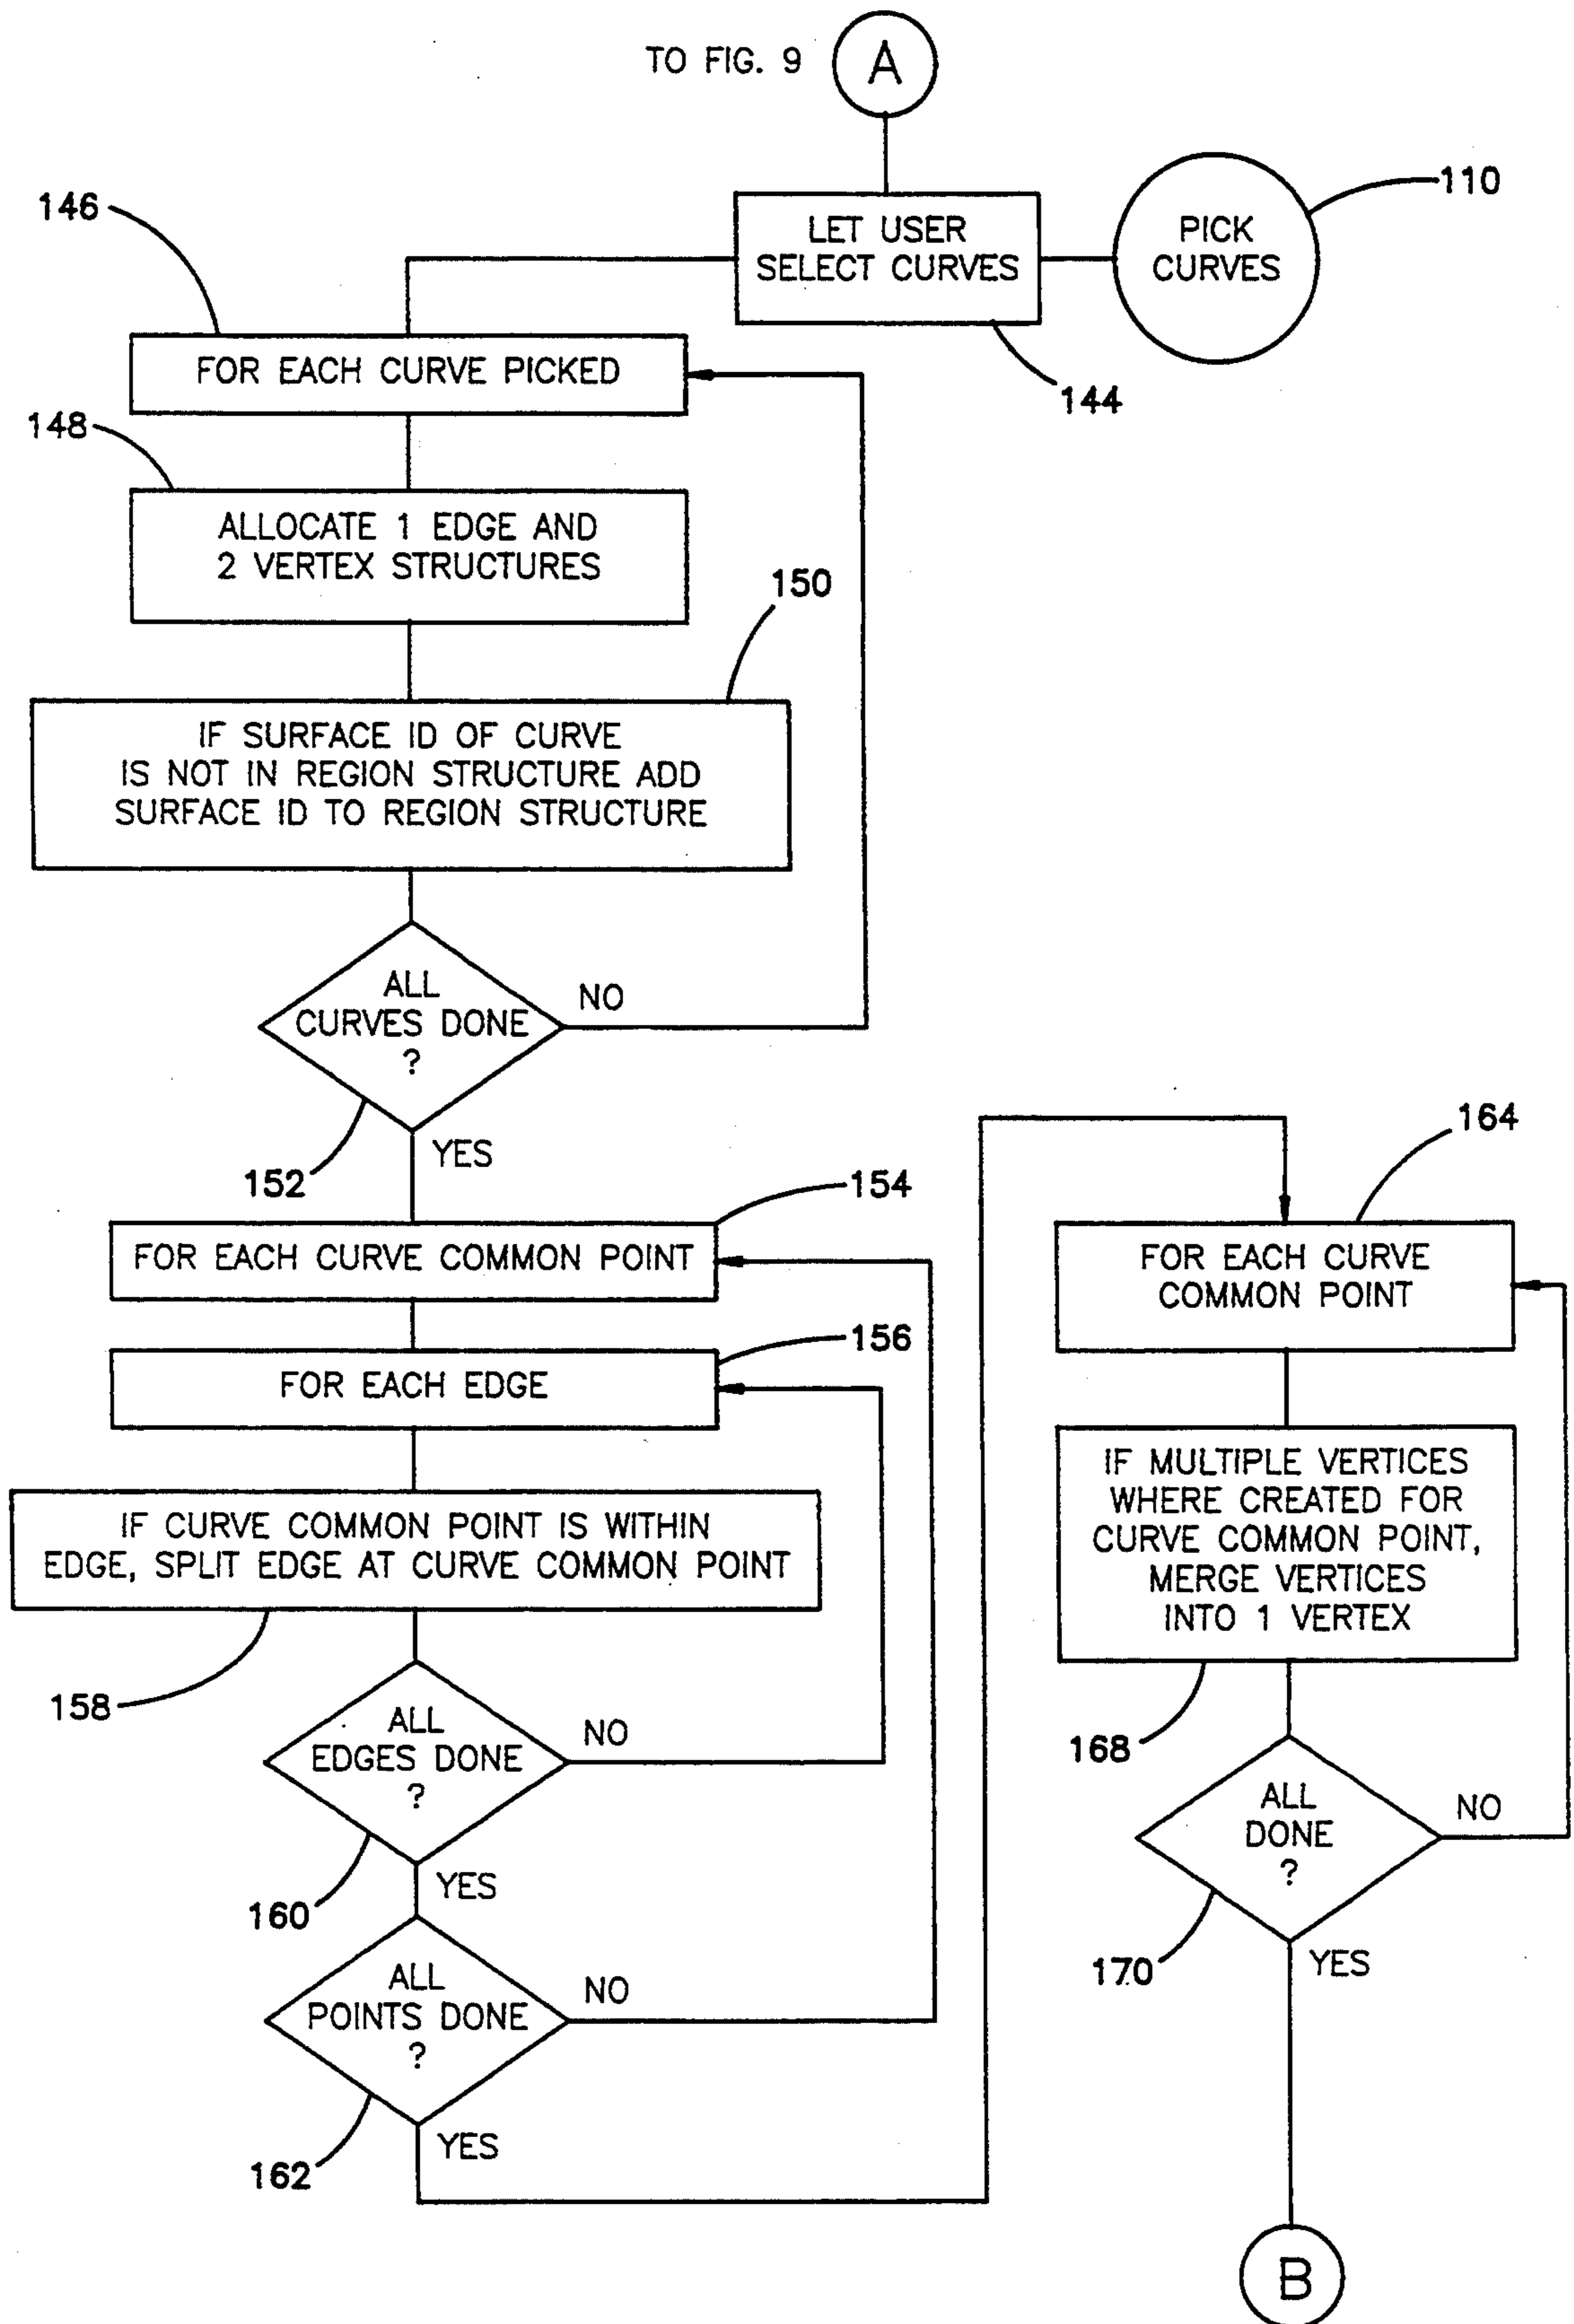 TO FIG. 9
A
LET USER
SELECT CURVES
PICK
CURVES
110
144
146
FOR EACH CURVE PICKED
148
ALLOCATE 1 EDGE AND
2 VERTEX STRUCTURES
150
IF SURFACE ID OF CURVE
IS NOT IN REGION STRUCTURE ADD
SURFACE ID TO REGION STRUCTURE
ALL
CURVES DONE
?
NO
YES
152
154
FOR EACH CURVE COMMON POINT
156
FOR EACH EDGE
IF CURVE COMMON POINT IS WITHIN
EDGE, SPLIT EDGE AT CURVE COMMON POINT
158
ALL
EDGES DONE
?
NO
YES
160
ALL
POINTS DONE
?
NO
YES
162
164
FOR EACH CURVE
COMMON POINT
IF MULTIPLE VERTICES
WHERE CREATED FOR
CURVE COMMON POINT,
MERGE VERTICES
INTO 1 VERTEX
168
ALL
DONE
?
NO
YES
170
B